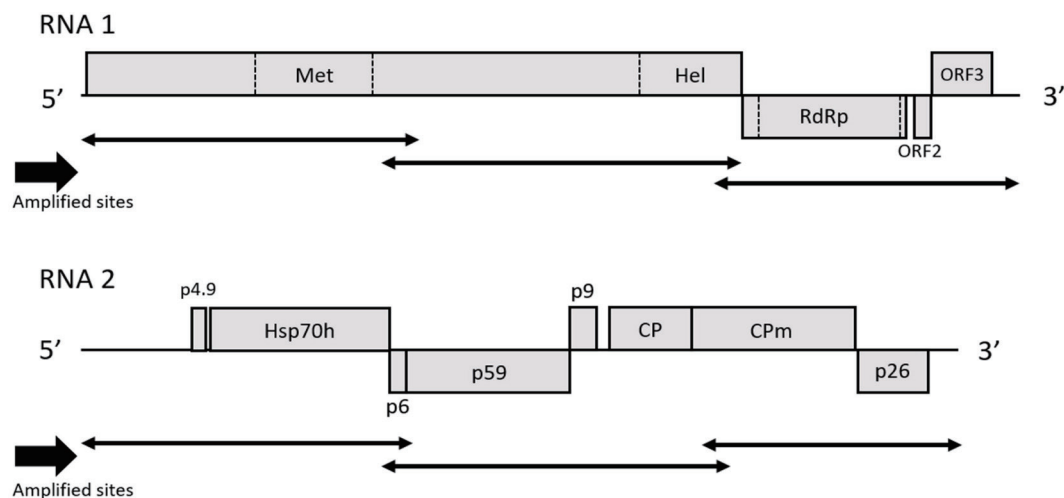 RNA 1
Met
Hel
ORF3
5’
3’
RdRp
ORF2
Amplified sites
RNA 2
p4.9
p9
Hsp70h
CP
CPm
5’
3’
p59
p26
p6
Amplified sites